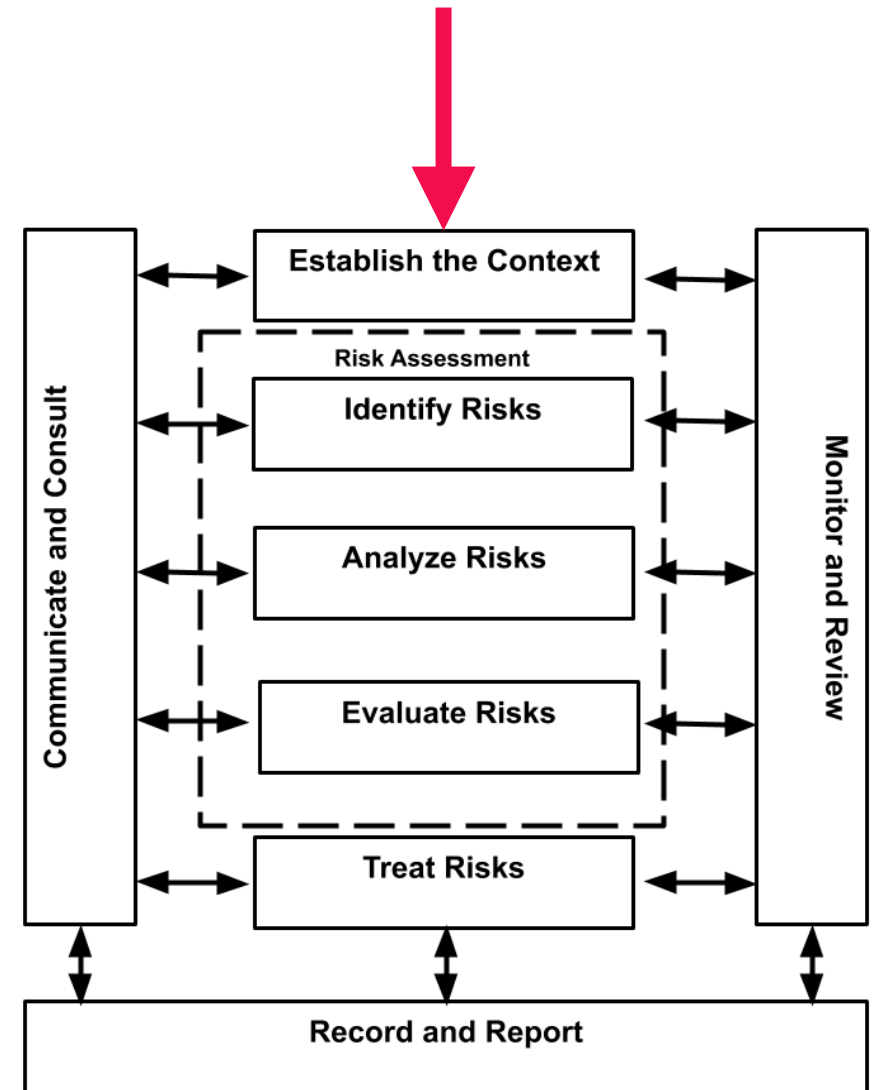 Establish the Context
Risk Assessment
Identify Risks
Analyze Risks
Evaluate Risks
Treat Risks
Communicate and Consult
Monitor and Review
Record and Report